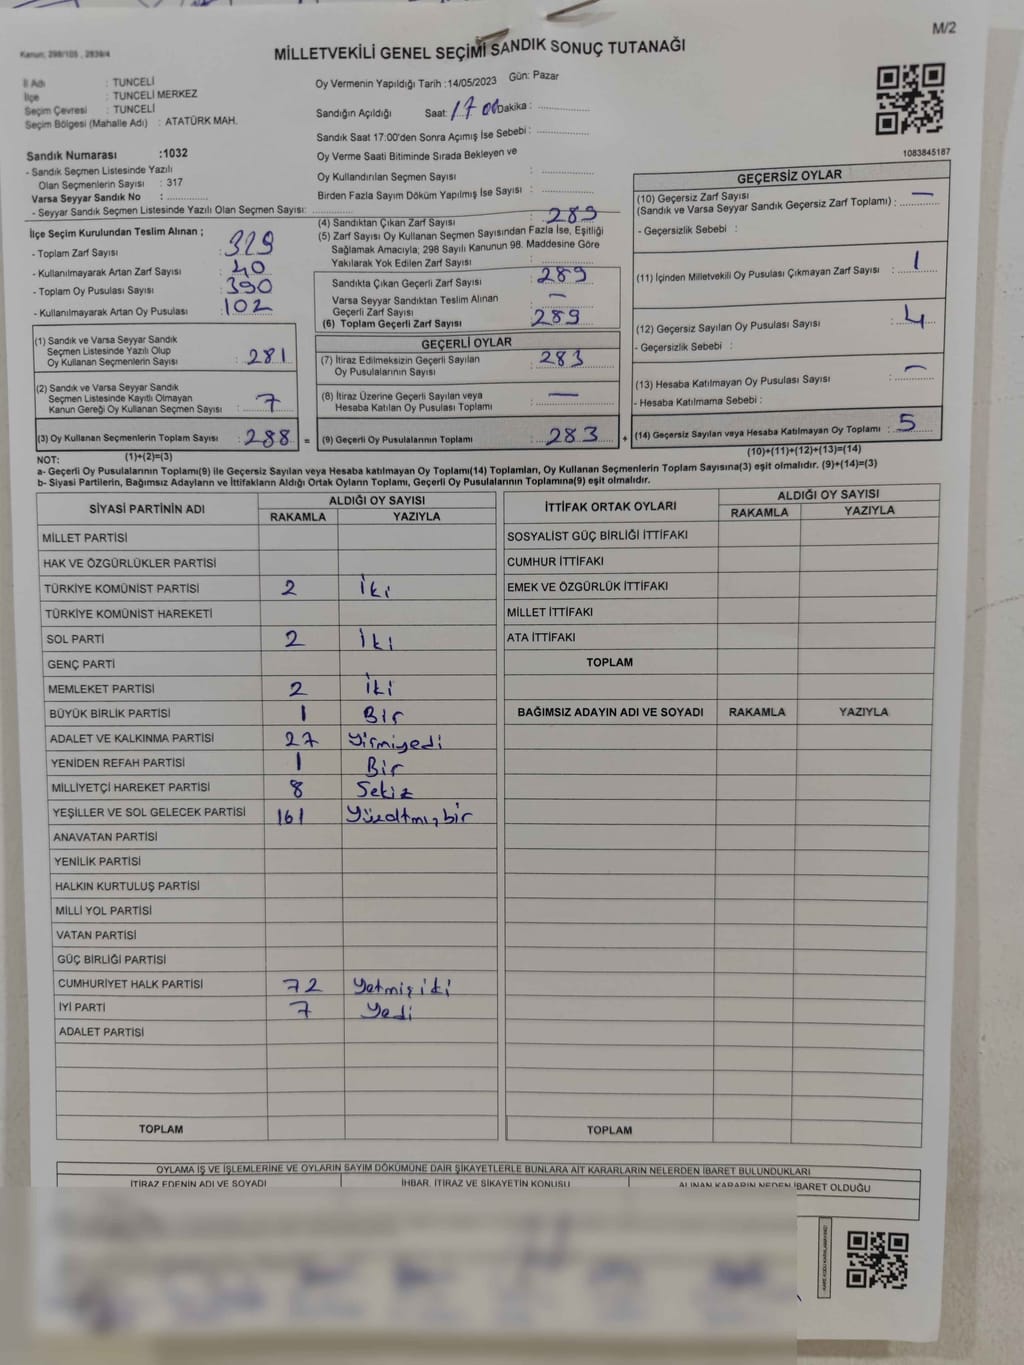 M/2
Kanun: 298/105 , 2839/4
MİLLETVEKİLİ GENEL SEÇİMİ SANDIK SONUÇ TUTANAĞI
İl Adı : TUNCELİ
İlçe : TUNCELİ MERKEZ
Seçim Çevresi : TUNCELİ
Seçim Bölgesi (Mahalle Adı) : ATATÜRK MAH.
Oy Vermenin Yapıldığı Tarih :14/05/2023 Gün: Pazar
Sandığın Açıldığı Saat: 17 00 Dakika :
Sandık Saat 17:00'den Sonra Açımış İse Sebebi :
Oy Verme Saati Bitiminde Sırada Bekleyen ve
Oy Kullandırılan Seçmen Sayısı :
Birden Fazla Sayım Döküm Yapılmış İse Sayısı :
1083845187
Sandık Numarası :1032
- Sandık Seçmen Listesinde Yazılı
Olan Seçmenlerin Sayısı : 317
Varsa Seyyar Sandık No :
- Seyyar Sandık Seçmen Listesinde Yazılı Olan Seçmen Sayısı:
İlçe Seçim Kurulundan Teslim Alınan ;
- Toplam Zarf Sayısı : 329
- Kullanılmayarak Artan Zarf Sayısı : 40
- Toplam Oy Pusulası Sayısı : 390
- Kullanılmayarak Artan Oy Pusulası : 102
(1) Sandık ve Varsa Seyyar Sandık
Seçmen Listesinde Yazılı Olup
Oy Kullanan Seçmenlerin Sayısı : 281
(2) Sandık ve Varsa Seyyar Sandık
Seçmen Listesinde Kayıtlı Olmayan
Kanun Gereği Oy Kullanan Seçmen Sayısı : 7
(3) Oy Kullanan Seçmenlerin Toplam Sayısı : 288 =
(1)+(2)=(3)
(4) Sandıktan Çıkan Zarf Sayısı : 289
(5) Zarf Sayısı Oy Kullanan Seçmen Sayısından Fazla İse, Eşitliği
Sağlamak Amacıyla; 298 Sayılı Kanunun 98. Maddesine Göre
Yakılarak Yok Edilen Zarf Sayısı :
Sandıkta Çıkan Geçerli Zarf Sayısı : 289
Varsa Seyyar Sandıktan Teslim Alınan
Geçerli Zarf Sayısı : —
(6) Toplam Geçerli Zarf Sayısı : 289
GEÇERLİ OYLAR
(7) İtiraz Edilmeksizin Geçerli Sayılan
Oy Pusulalarının Sayısı : 283
(8) İtiraz Üzerine Geçerli Sayılan veya
Hesaba Katılan Oy Pusulası Toplamı : —
(9) Geçerli Oy Pusulalarının Toplamı : 283 +
GEÇERSİZ OYLAR
(10) Geçersiz Zarf Sayısı
(Sandık ve Varsa Seyyar Sandık Geçersiz Zarf Toplamı) : —
- Geçersizlik Sebebi :
(11) İçinden Milletvekili Oy Pusulası Çıkmayan Zarf Sayısı : 1
(12) Geçersiz Sayılan Oy Pusulası Sayısı : 4
- Geçersizlik Sebebi :
(13) Hesaba Katılmayan Oy Pusulası Sayısı : —
- Hesaba Katılmama Sebebi :
(14) Geçersiz Sayılan veya Hesaba Katılmayan Oy Toplamı : 5
(10)+(11)+(12)+(13)=(14)
NOT:
a- Geçerli Oy Pusulalarının Toplamı(9) ile Geçersiz Sayılan veya Hesaba katılmayan Oy Toplamı(14) Toplamları, Oy Kullanan Seçmenlerin Toplam Sayısına(3) eşit olmalıdır. (9)+(14)=(3)
b- Siyasi Partilerin, Bağımsız Adayların ve İttifakların Aldığı Ortak Oyların Toplamı, Geçerli Oy Pusulalarının Toplamına(9) eşit olmalıdır.
SİYASİ PARTİNİN ADI ALDIĞI OY SAYISI
RAKAMLA YAZIYLA
MİLLET PARTİSİ
HAK VE ÖZGÜRLÜKLER PARTİSİ
TÜRKİYE KOMÜNİST PARTİSİ 2 İki
TÜRKİYE KOMÜNİST HAREKETİ
SOL PARTİ 2 İki
GENÇ PARTİ
MEMLEKET PARTİSİ 2 İki
BÜYÜK BİRLİK PARTİSİ 1 Bir
ADALET VE KALKINMA PARTİSİ 27 Yirmiyedi
YENİDEN REFAH PARTİSİ 1 Bir
MİLLİYETÇİ HAREKET PARTİSİ 8 Sekiz
YEŞİLLER VE SOL GELECEK PARTİSİ 161 Yüzaltmışbir
ANAVATAN PARTİSİ
YENİLİK PARTİSİ
HALKIN KURTULUŞ PARTİSİ
MİLLİ YOL PARTİSİ
VATAN PARTİSİ
GÜÇ BİRLİĞİ PARTİSİ
CUMHURİYET HALK PARTİSİ 72 Yetmişiki
İYİ PARTİ 7 Yedi
ADALET PARTİSİ
TOPLAM
İTTİFAK ORTAK OYLARI ALDIĞI OY SAYISI
RAKAMLA YAZIYLA
SOSYALİST GÜÇ BİRLİĞİ İTTİFAKI
CUMHUR İTTİFAKI
EMEK VE ÖZGÜRLÜK İTTİFAKI
MİLLET İTTİFAKI
ATA İTTİFAKI
TOPLAM
BAĞIMSIZ ADAYIN ADI VE SOYADI RAKAMLA YAZIYLA
TOPLAM
OYLAMA İŞ VE İŞLEMLERİNE VE OYLARIN SAYIM DÖKÜMÜNE DAİR ŞİKAYETLERLE BUNLARA AİT KARARLARIN NELERDEN İBARET BULUNDUKLARI
İTİRAZ EDENİN ADI VE SOYADI İHBAR, İTİRAZ VE ŞİKAYETİN KONUSU ALINAN KARARIN NEDEN İBARET OLDUĞU